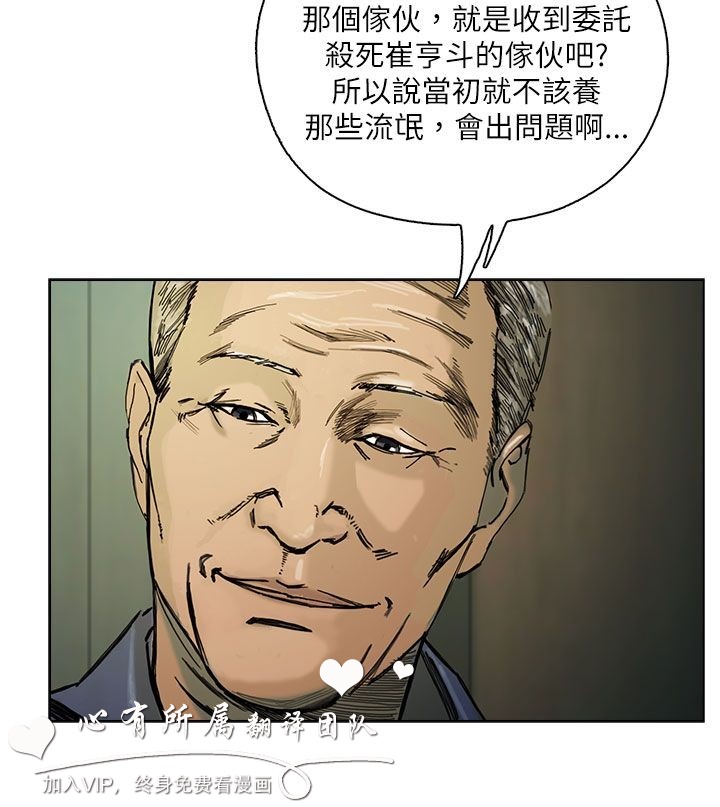 那個傢伙，就是收到委託
殺死崔亨斗的傢伙吧?
所以說當初就不該養
那些流氓，會出問題啊...
心有所属翻译团队
加入VIP，终身免费看漫画